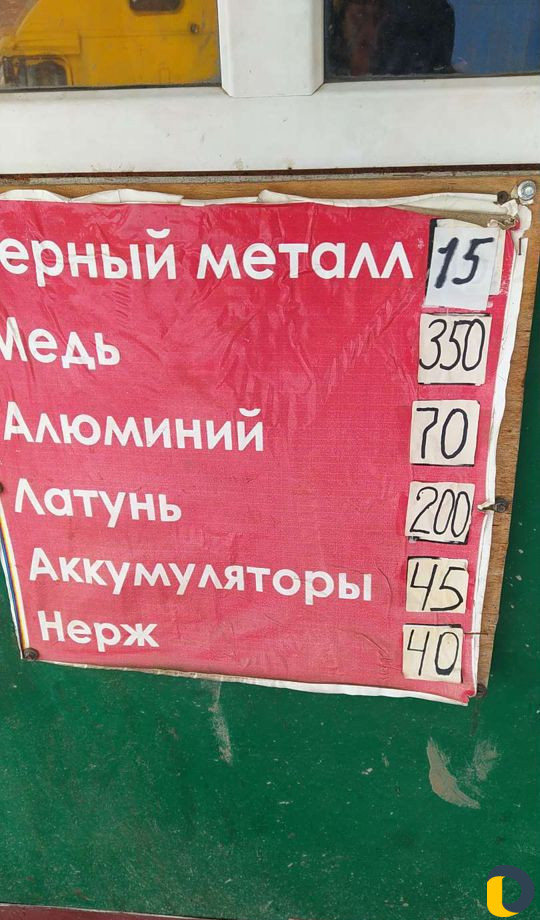 ерный металл 15
Медь 350
Алюминий 70
Латунь 200
Аккумуляторы 45
Нерж 40